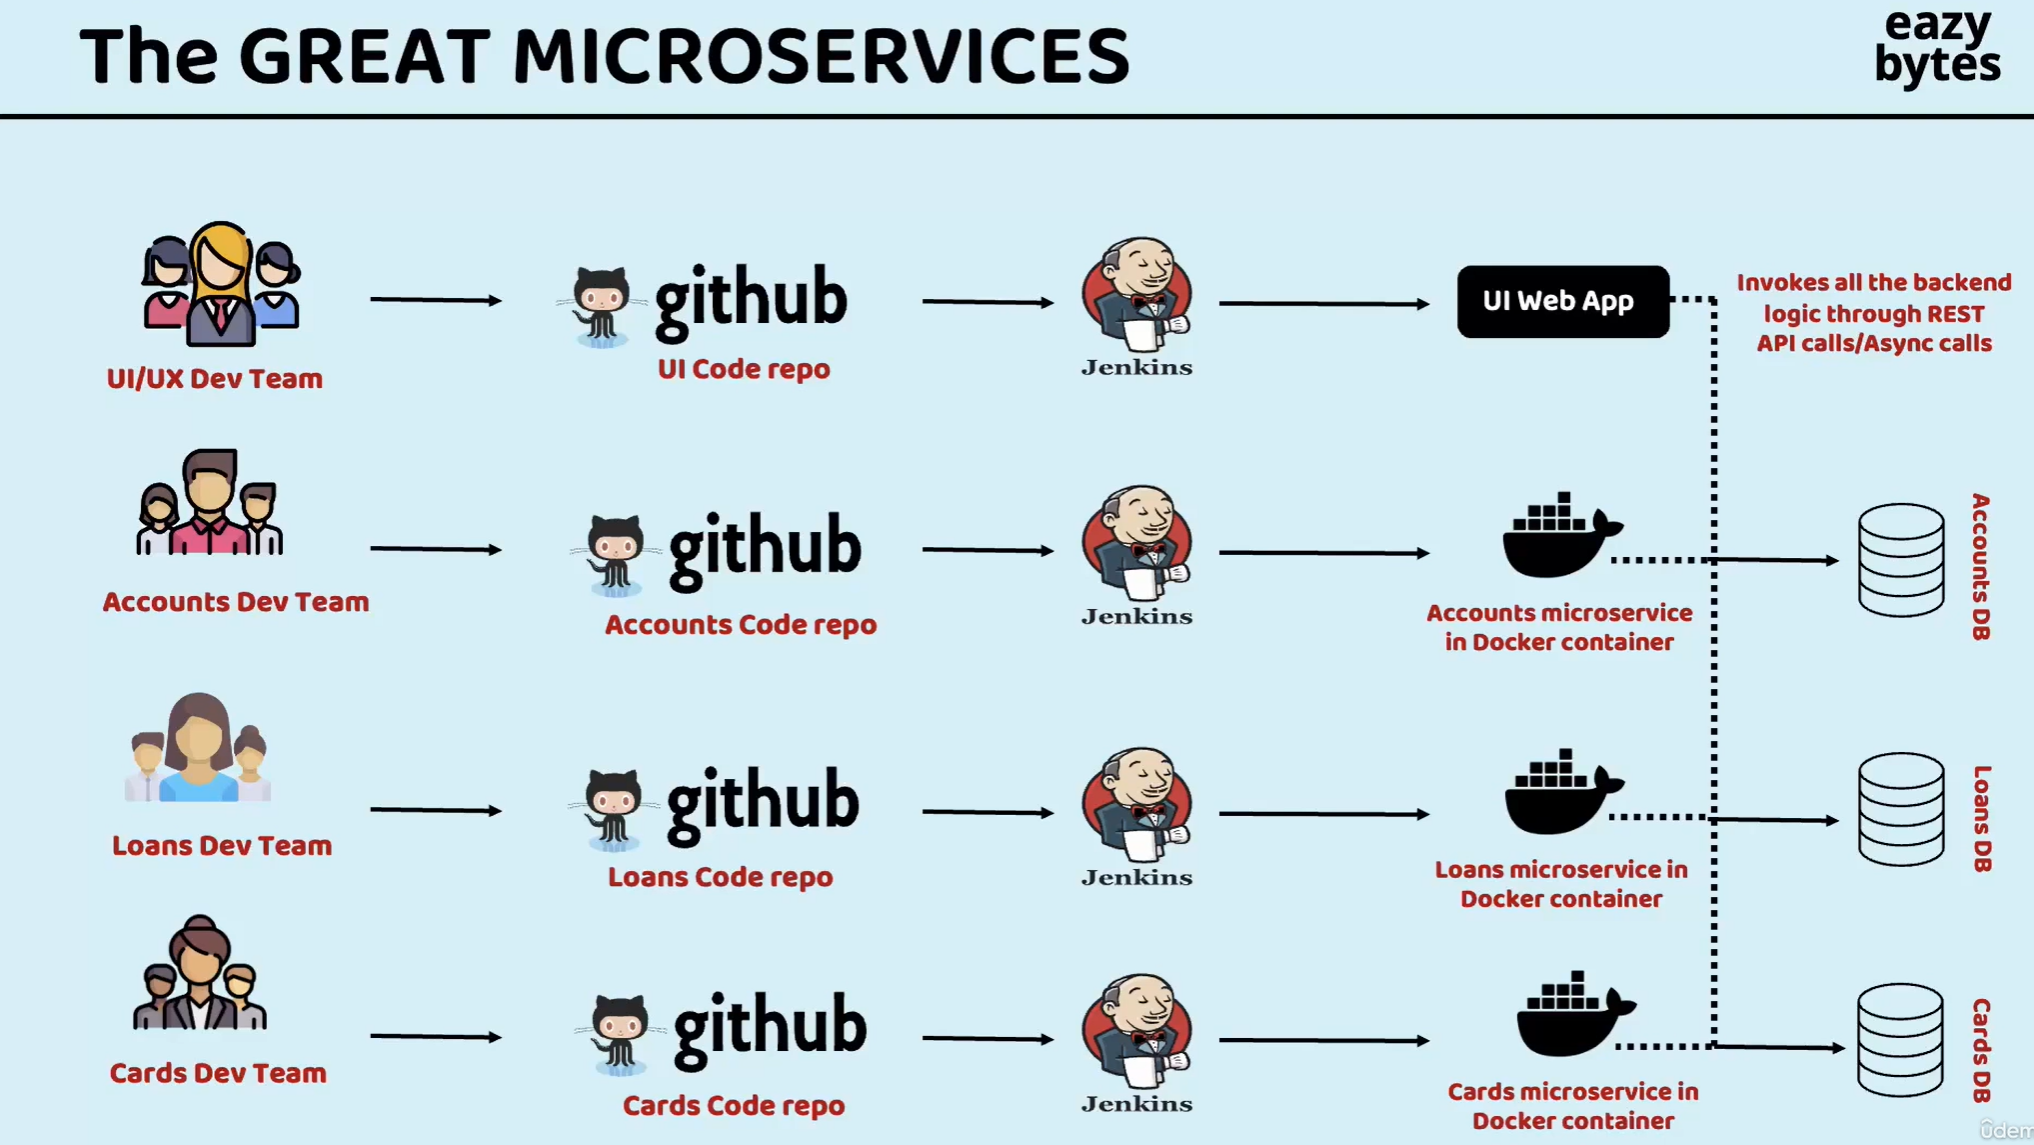 The GREAT MICROSERVICES
eazy
bytes
github
UI Code repo
Jenkins
UI Web App
Invokes all the backend
logic through REST
API calls/Async calls
UI/UX Dev Team
github
Accounts Code repo
Jenkins
Accounts microservice
in Docker container
Accounts DB
Accounts Dev Team
github
Loans Code repo
Jenkins
Loans microservice in
Docker container
Loans DB
Loans Dev Team
github
Cards Code repo
Jenkins
Cards microservice in
Docker container
Cards DB
Cards Dev Team